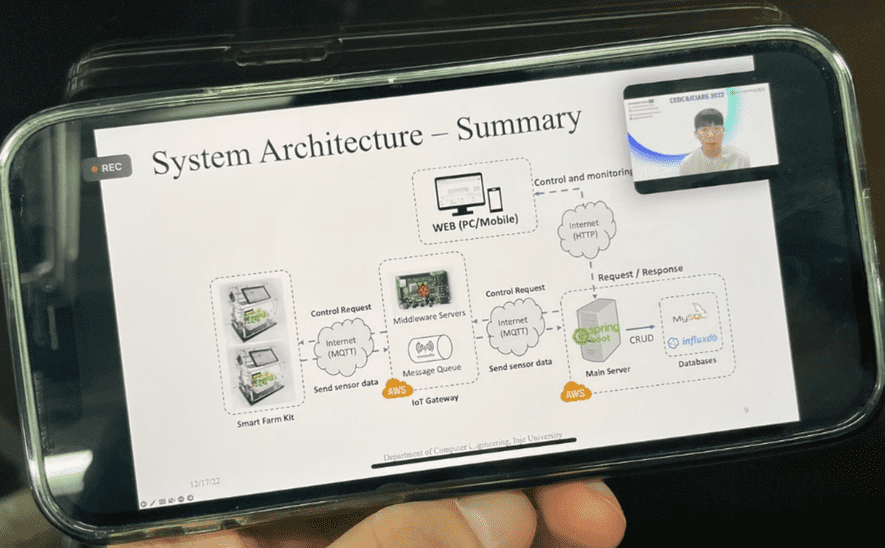 REC
System Architecture – Summary
CEDC&ICIARE 2022
WEB (PC/Mobile)
Control and monitoring
Internet
(HTTP)
Request / Response
Control Request
Internet
(MQTT)
Send sensor data
Smart Farm Kit
Middleware Servers
Message Queue
AWS
IoT Gateway
Control Request
Internet
(MQTT)
Send sensor data
spring
boot
Main Server
AWS
CRUD
MySQL
influxdb
Databases
Department of Computer Engineering, Inje University
9
12/17/22